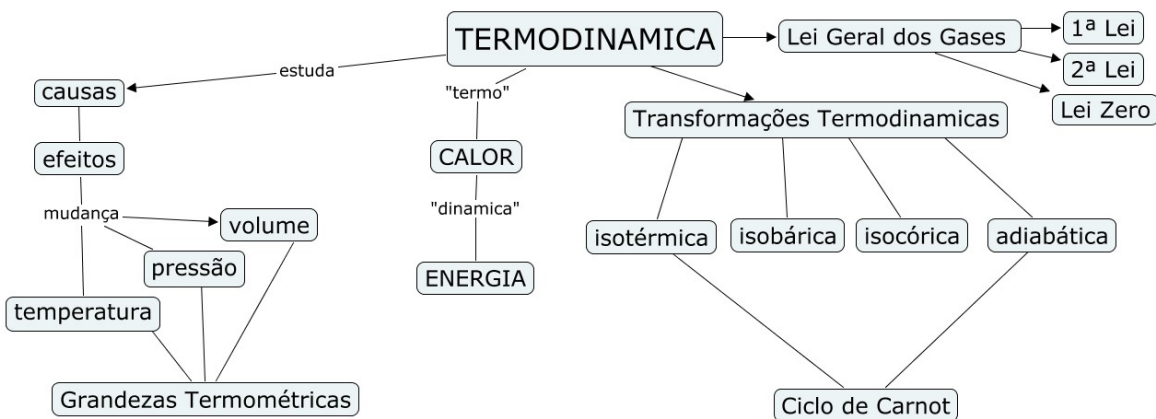 TERMODINAMICA
Lei Geral dos Gases
1ª Lei
2ª Lei
Lei Zero
estuda
causas
efeitos
mudança
volume
pressão
temperatura
Grandezas Termométricas
"termo"
CALOR
"dinamica"
ENERGIA
Transformações Termodinamicas
isotérmica
isobárica
isocórica
adiabática
Ciclo de Carnot